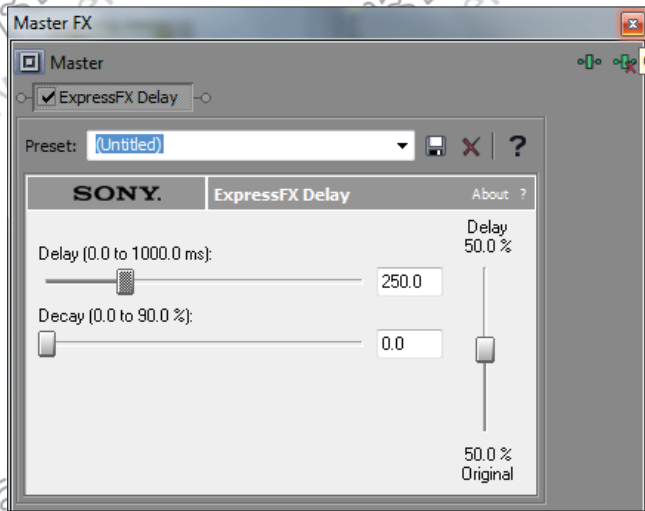 Master FX
Master
ExpressFX Delay
Preset: (Untitled)
?
SONY. ExpressFX Delay About ?
Delay
50.0 %
Delay (0.0 to 1000.0 ms):
250.0
Decay (0.0 to 90.0 %):
0.0
50.0 %
Original